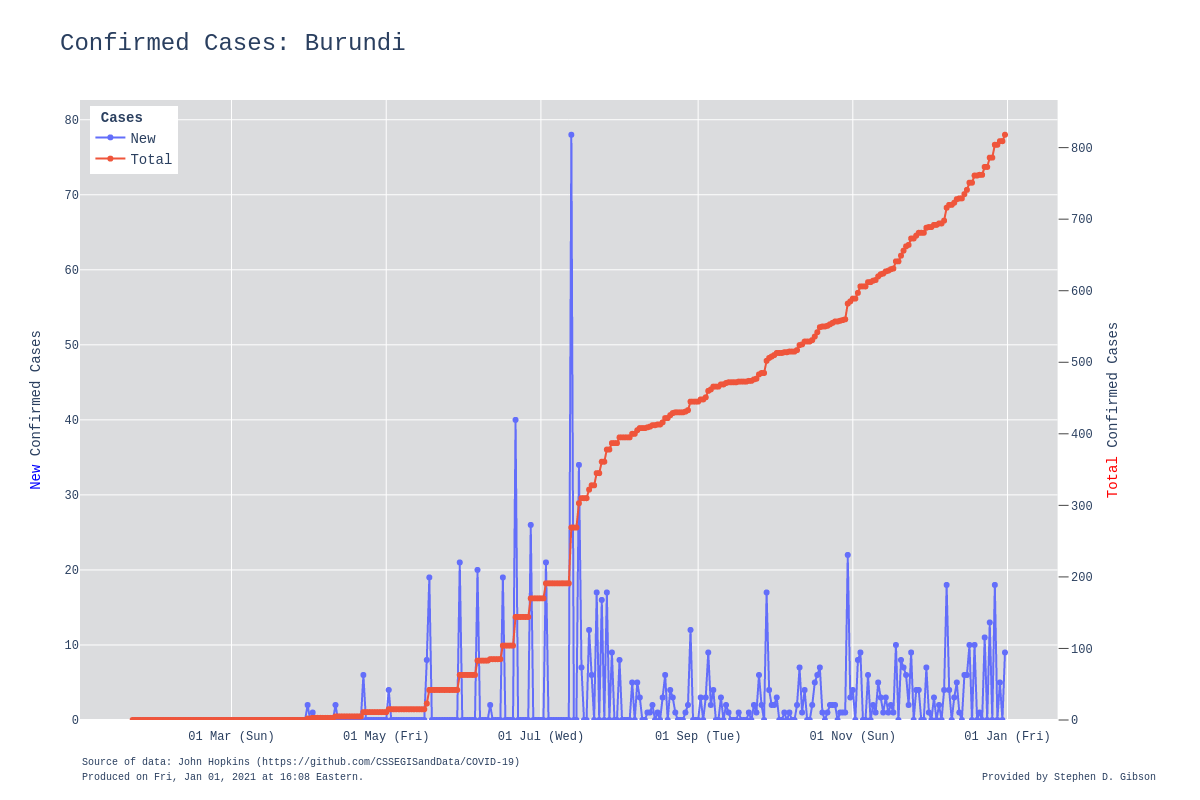 Confirmed Cases: Burundi
Cases
New
Total
80
70
60
50
40
30
20
10
0
New Confirmed Cases
800
700
600
500
400
300
200
100
0
Total Confirmed Cases
01 Mar (Sun) 01 May (Fri) 01 Jul (Wed) 01 Sep (Tue) 01 Nov (Sun) 01 Jan (Fri)
Source of data: John Hopkins (https://github.com/CSSEGISandData/COVID-19)
Produced on Fri, Jan 01, 2021 at 16:08 Eastern.
Provided by Stephen D. Gibson